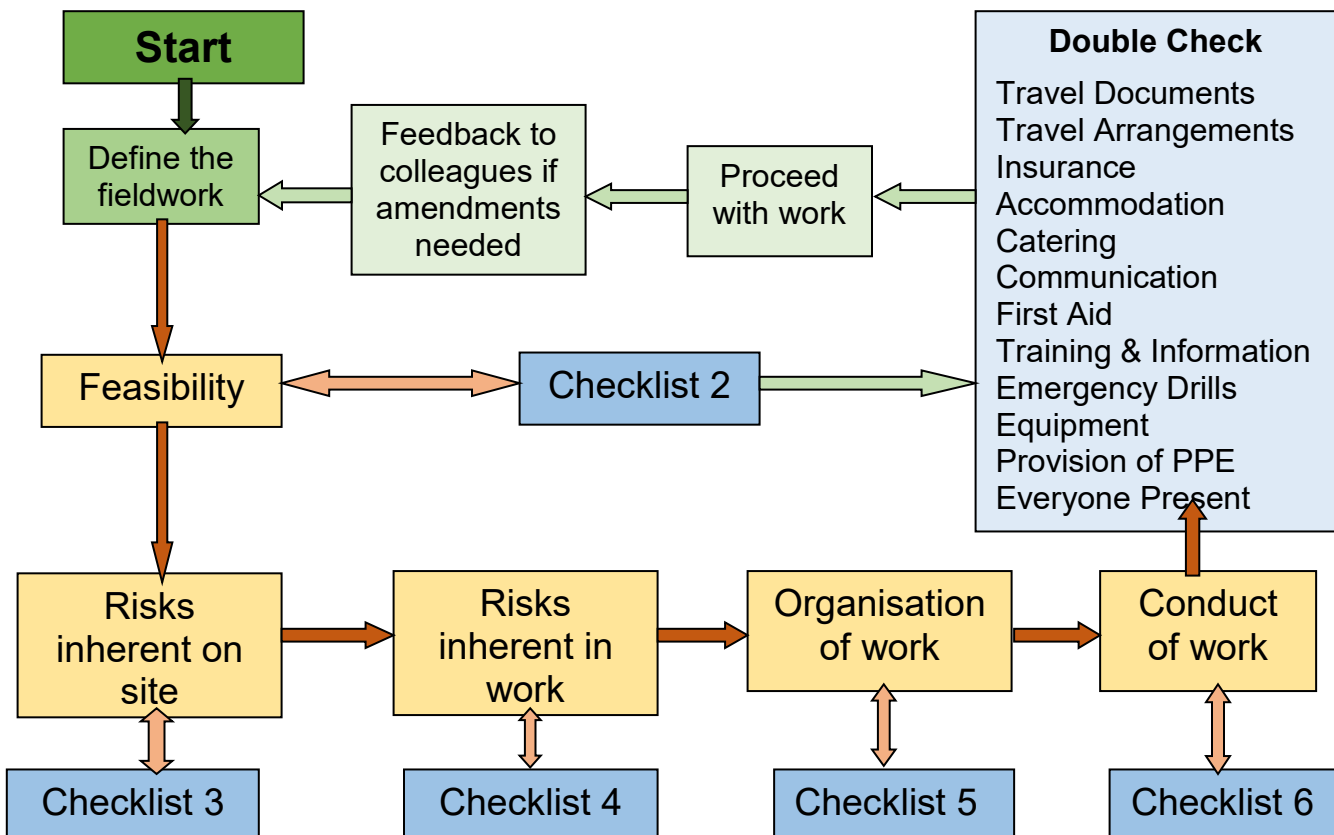 Start
Define the
fieldwork
Feedback to
colleagues if
amendments
needed
Proceed
with work
Double Check
Travel Documents
Travel Arrangements
Insurance
Accommodation
Catering
Communication
First Aid
Training & Information
Emergency Drills
Equipment
Provision of PPE
Everyone Present
Feasibility
Checklist 2
Risks
inherent on
site
Risks
inherent in
work
Organisation
of work
Conduct
of work
Checklist 3
Checklist 4
Checklist 5
Checklist 6